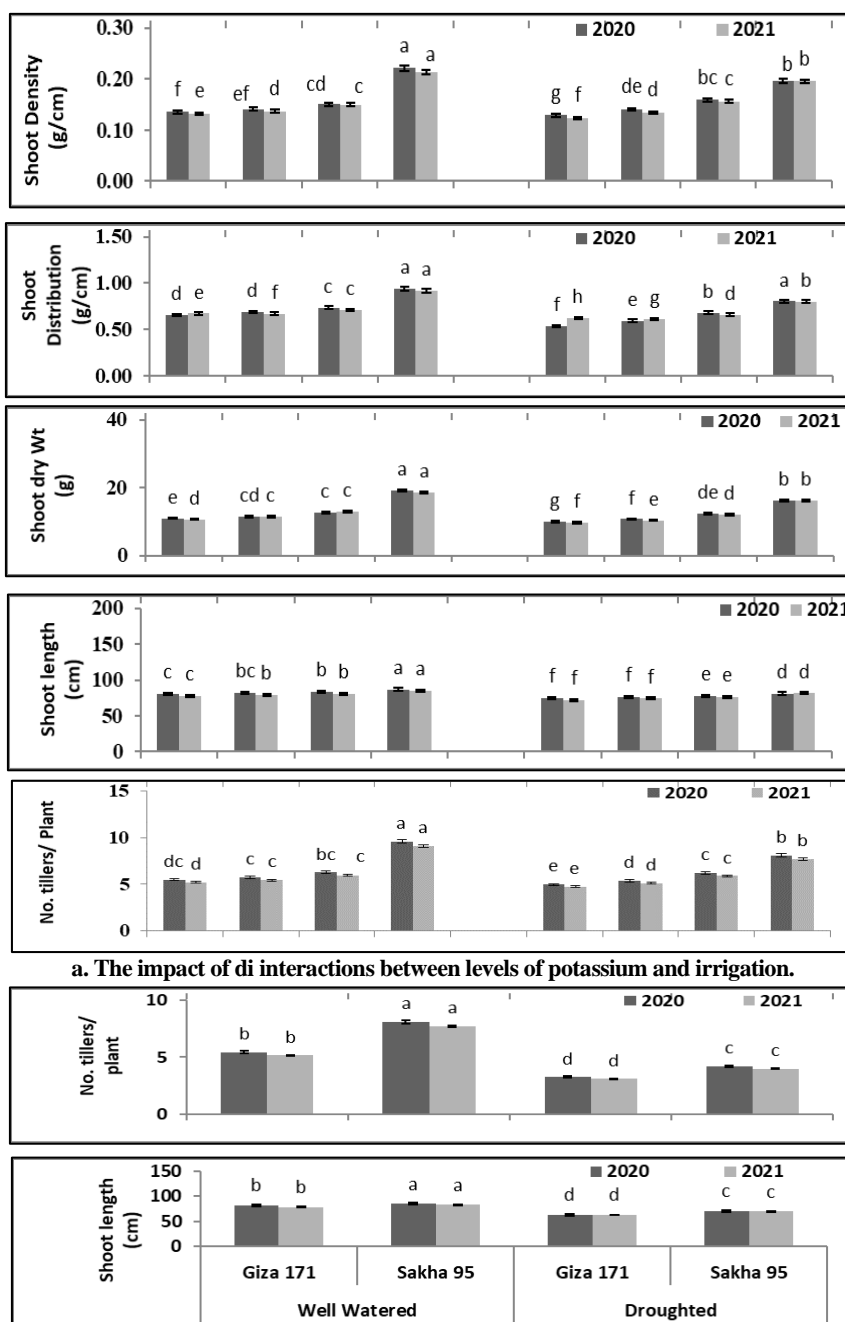 0.30
0.20
0.10
0.00
Shoot Density
(g/cm)
2020 2021
f e ef d cd c a a g f de d bc c b b
1.50
1.00
0.50
0.00
Shoot
Distribution
(g/cm)
2020 2021
d e d f c c a a f h e g b d a b
40
20
0
Shoot dry Wt
(g)
2020 2021
e d cd c c c a a g f f e de d b b
200
150
100
50
0
Shoot length
(cm)
2020 2021
c c bc b b b a a f f f f e e d d
15
10
5
0
No. tillers/ Plant
2020 2021
dc d c c bc c a a e e d d c c b b
a. The impact of di interactions between levels of potassium and irrigation.
10
5
0
No. tillers/
plant
2020 2021
b b a a d d c c
150
100
50
0
Shoot length
(cm)
2020 2021
b b a a d d c c
Giza 171 Sakha 95 Giza 171 Sakha 95
Well Watered Droughted